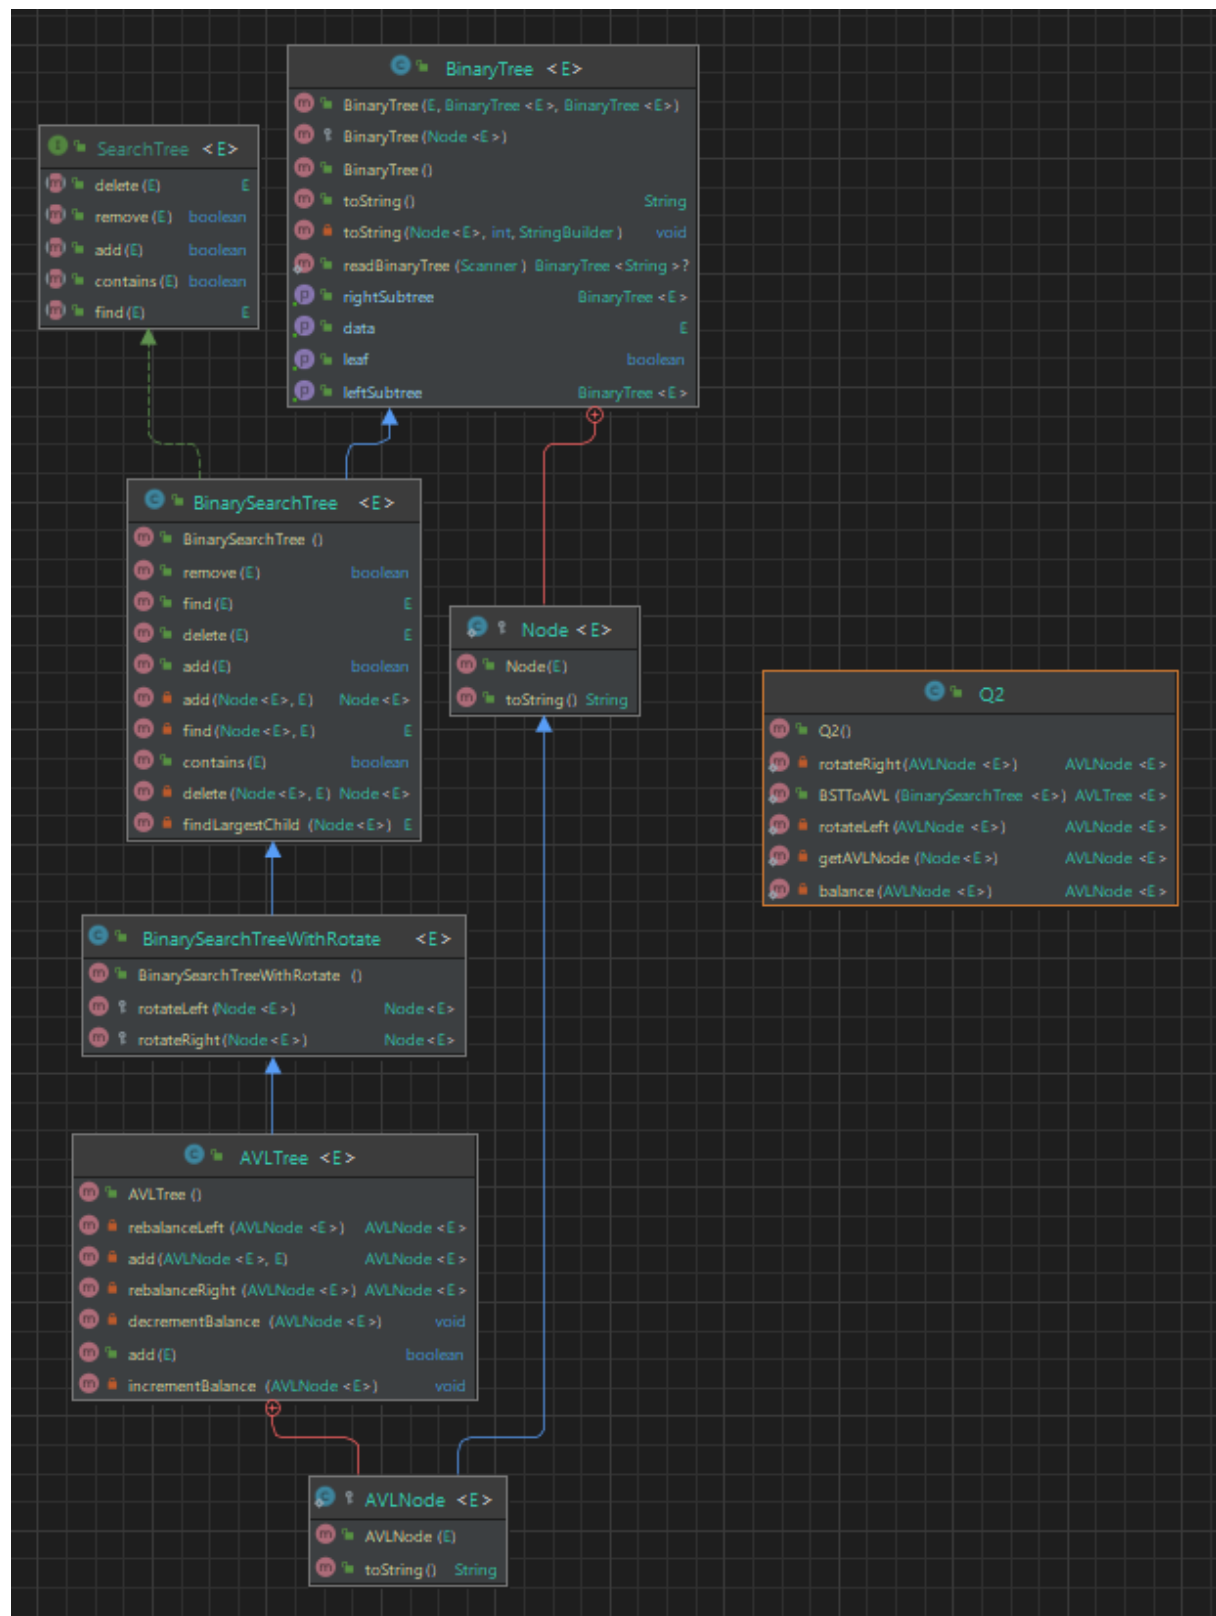 BinaryTree <E>
BinaryTree(E, BinaryTree<E>, BinaryTree<E>)
BinaryTree(Node<E>)
BinaryTree()
toString() String
toString(Node<E>, int, StringBuilder) void
readBinaryTree(Scanner) BinaryTree<String>?
rightSubtree BinaryTree<E>
data E
leaf boolean
leftSubtree BinaryTree<E>
SearchTree <E>
delete(E) E
remove(E) boolean
add(E) boolean
contains(E) boolean
find(E) E
BinarySearchTree <E>
BinarySearchTree()
remove(E) boolean
find(E) E
delete(E) E
add(E) boolean
add(Node<E>, E) Node<E>
find(Node<E>, E) E
contains(E) boolean
delete(Node<E>, E) Node<E>
findLargestChild(Node<E>) E
Node <E>
Node(E)
toString() String
Q2
Q2()
rotateRight(AVLNode<E>) AVLNode<E>
BSTToAVL(BinarySearchTree<E>) AVLTree<E>
rotateLeft(AVLNode<E>) AVLNode<E>
getAVLNode(Node<E>) AVLNode<E>
balance(AVLNode<E>) AVLNode<E>
BinarySearchTreeWithRotate <E>
BinarySearchTreeWithRotate()
rotateLeft(Node<E>) Node<E>
rotateRight(Node<E>) Node<E>
AVLTree <E>
AVLTree()
rebalanceLeft(AVLNode<E>) AVLNode<E>
add(AVLNode<E>, E) AVLNode<E>
rebalanceRight(AVLNode<E>) AVLNode<E>
decrementBalance(AVLNode<E>) void
add(E) boolean
incrementBalance(AVLNode<E>) void
AVLNode <E>
AVLNode(E)
toString() String